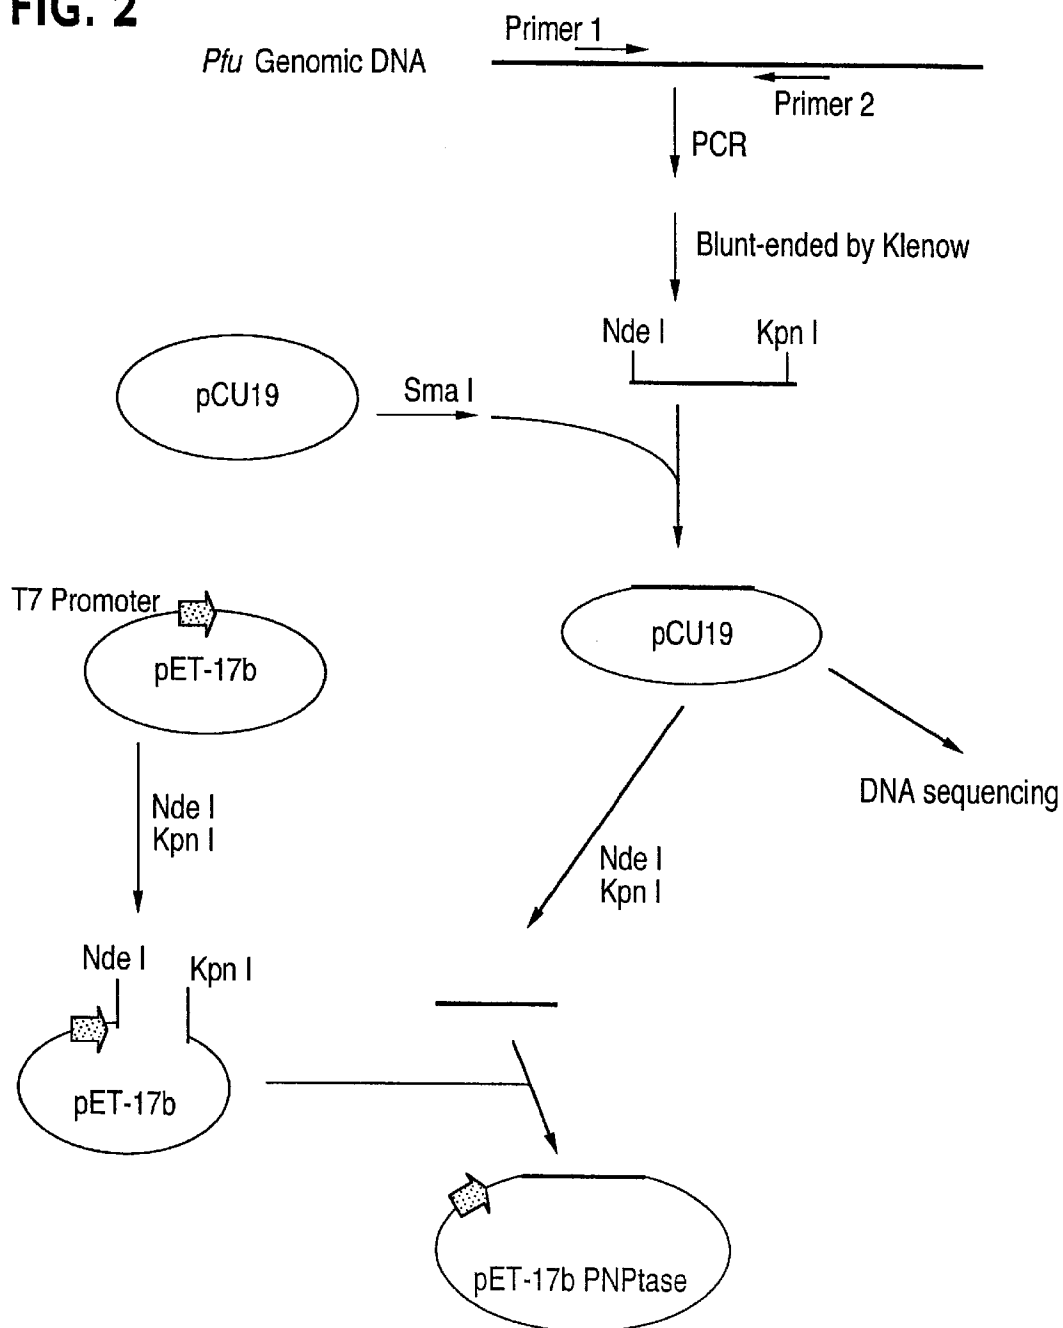 FIG. 2
Primer 1
Pfu Genomic DNA
Primer 2
PCR
Blunt-ended by Klenow
Nde I
Kpn I
pCU19
Sma I
T7 Promoter
pET-17b
pCU19
DNA sequencing
Nde I
Kpn I
Nde I
Kpn I
Nde I
Kpn I
pET-17b
pET-17b PNPtase